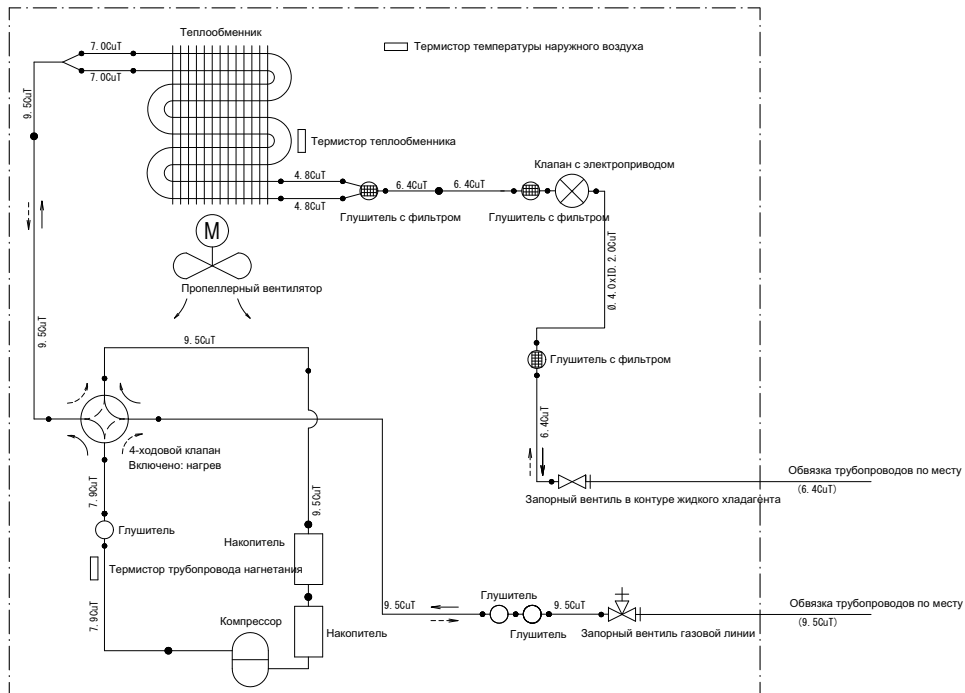 Теплообменник
7.0CuT
7.0CuT
Термистор температуры наружного воздуха
9.5CuT
Термистор теплообменника
Клапан с электроприводом
4.8CuT
6.4CuT
6.4CuT
4.8CuT
Глушитель с фильтром
Глушитель с фильтром
M
Ø.4.0xID.2.0CuT
Пропеллерный вентилятор
9.5CuT
9.5CuT
Глушитель с фильтром
6.4CuT
4-ходовой клапан
Включено: нагрев
Обвязка трубопроводов по месту
(6.4CuT)
Запорный вентиль в контуре жидкого хладагента
7.9CuT
9.5CuT
Глушитель
Накопитель
Термистор трубопровода нагнетания
7.9CuT
Глушитель
9.5CuT
9.5CuT
Обвязка трубопроводов по месту
(9.5CuT)
Компрессор
Накопитель
Глушитель
Запорный вентиль газовой линии